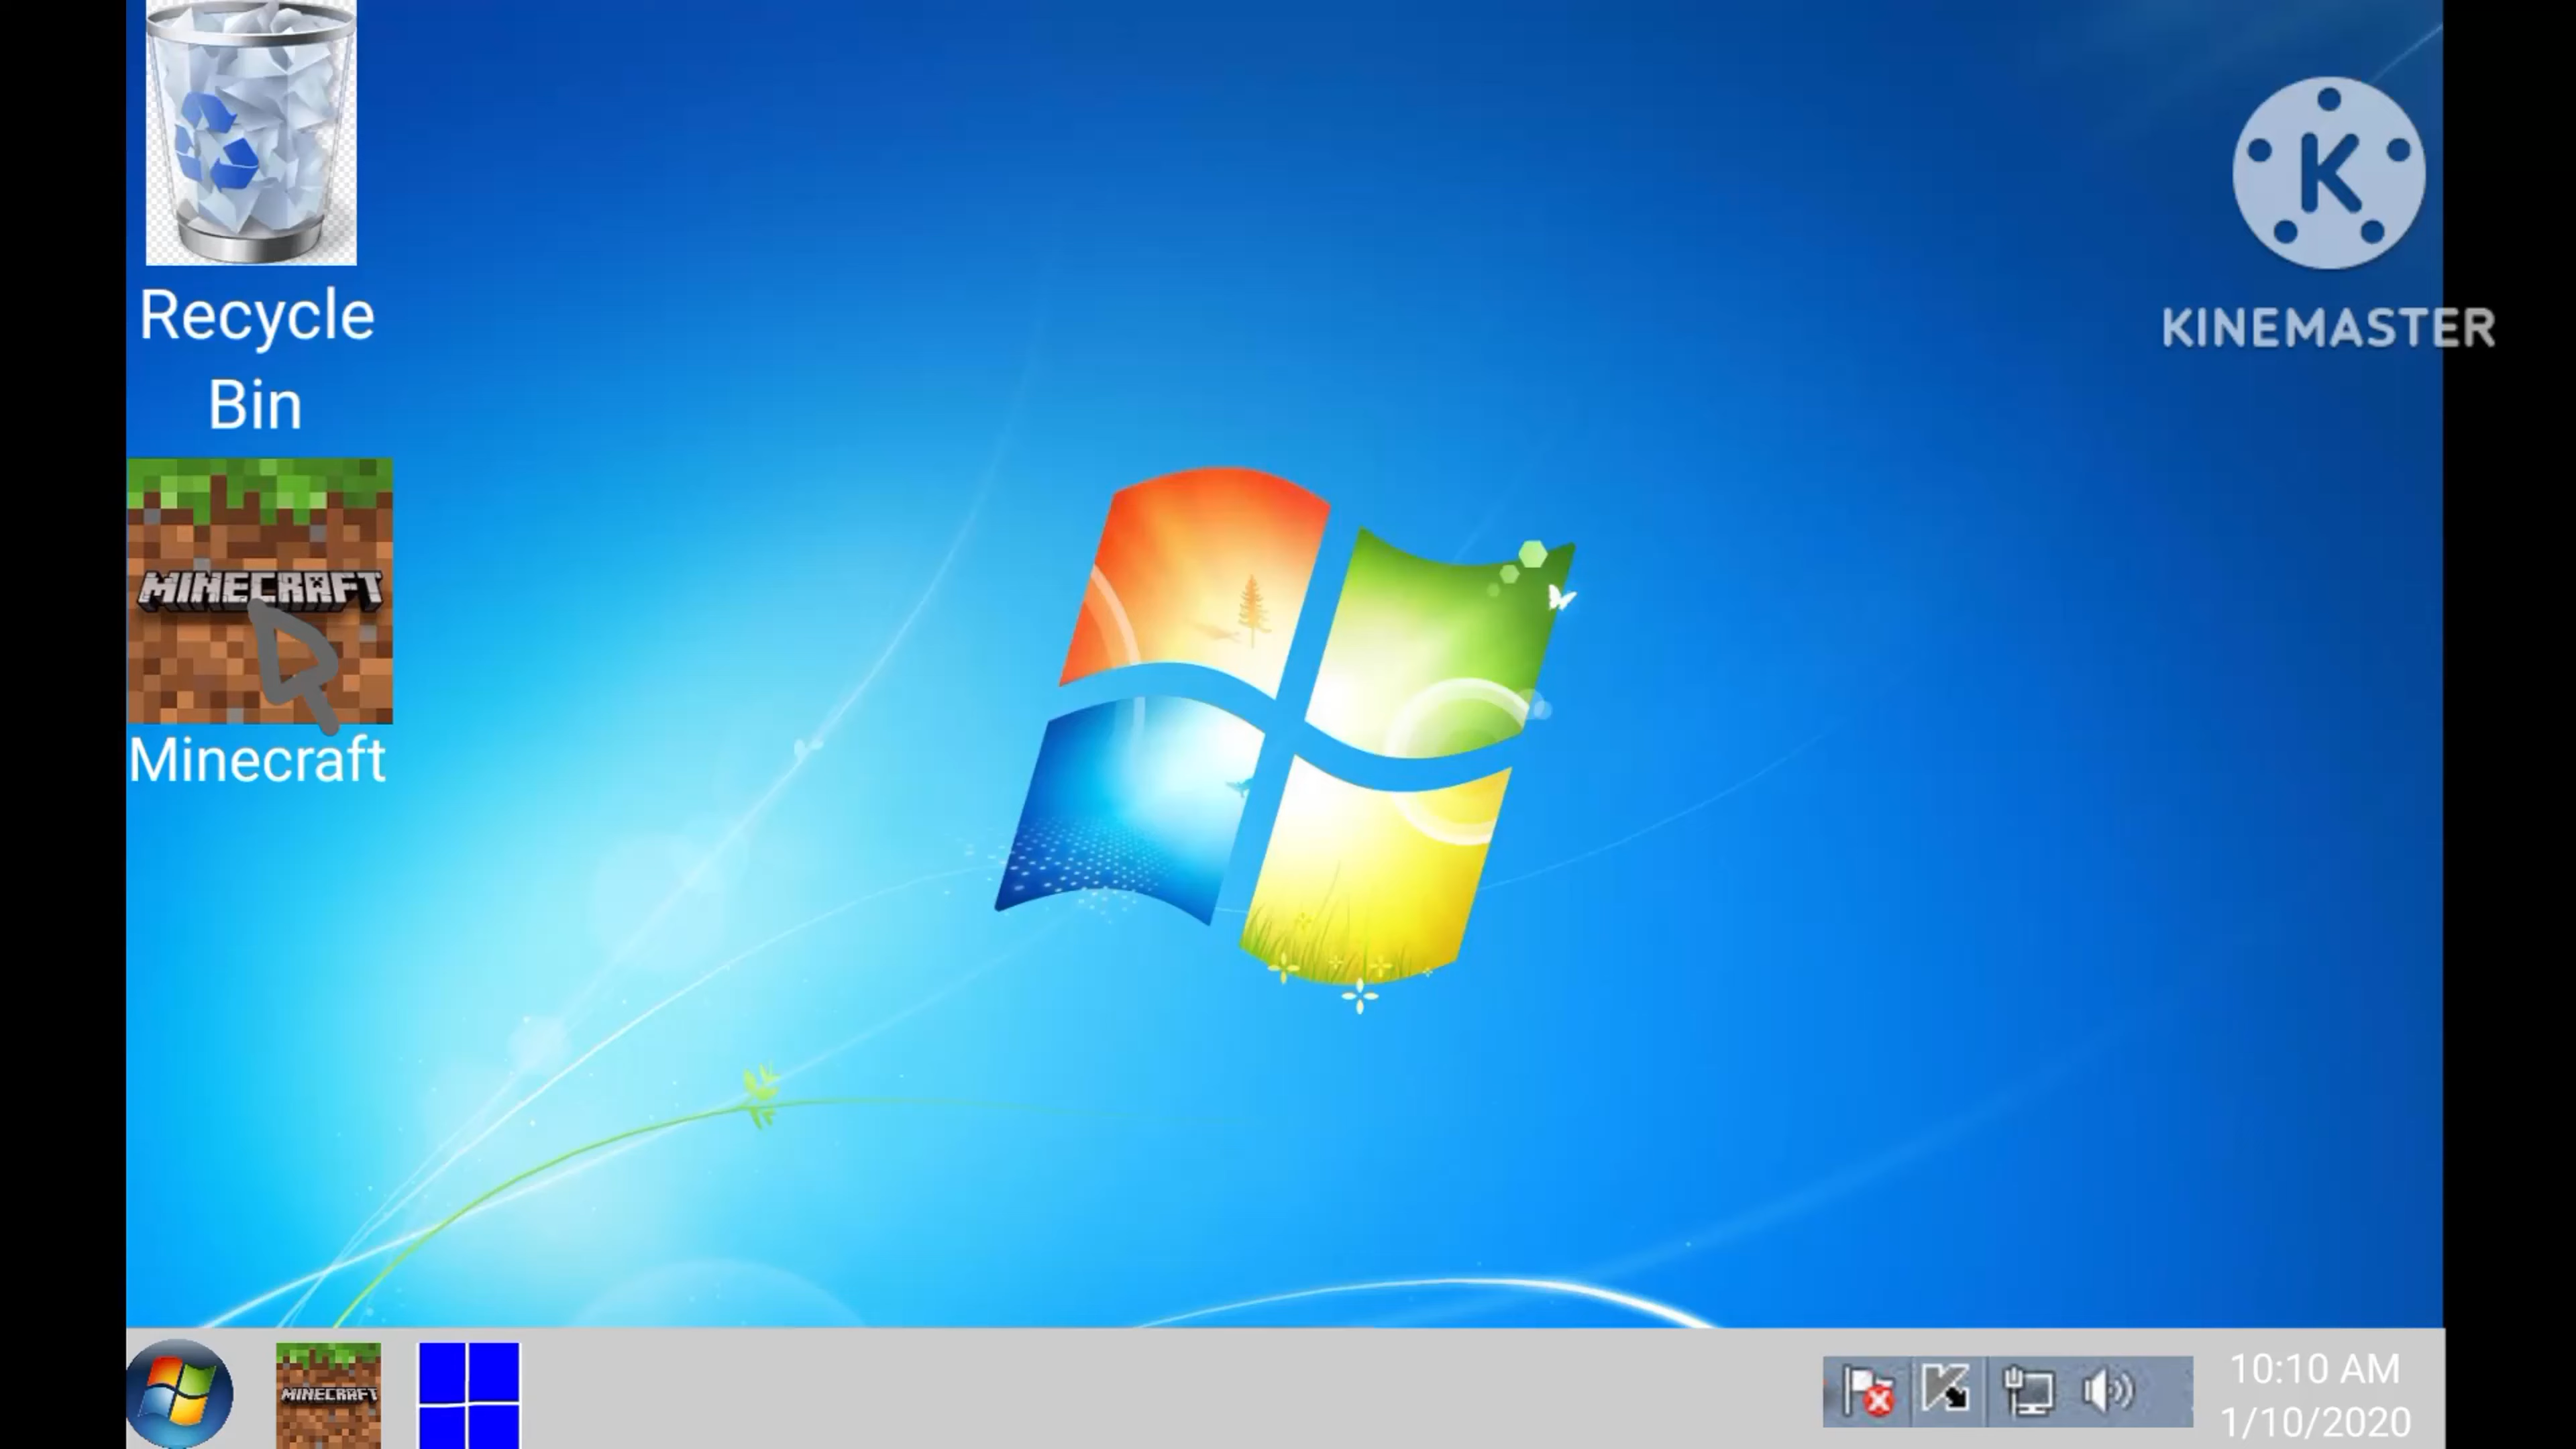 Recycle
Bin
MINECRAFT
Minecraft
K
KINEMASTER
MINECRAFT
K
10:10 AM
1/10/2020